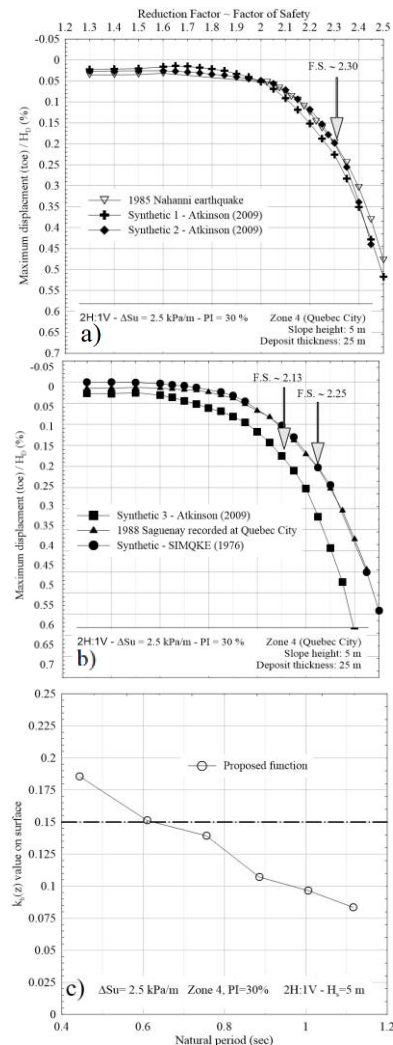 Reduction Factor ~ Factor of Safety
1.2 1.3 1.4 1.5 1.6 1.7 1.8 1.9 2.0 2.1 2.2 2.3 2.4 2.5
-0.05
0
0.05
0.1
0.15
0.2
0.25
0.3
0.35
0.4
0.45
0.5
0.55
0.6
0.65
0.7
Maximum displacement (toe) / H_D (%)
F.S. ~ 2.30
1985 Nahanni earthquake
Synthetic 1 - Atkinson (2009)
Synthetic 2 - Atkinson (2009)
2H:1V - ΔSu = 2.5 kPa/m - PI = 30 %
Zone 4 (Quebec City)
Slope height: 5 m
Deposit thickness: 25 m
a)
-0.05
0
0.05
0.1
0.15
0.2
0.25
0.3
0.35
0.4
0.45
0.5
0.55
0.6
0.65
0.7
Maximum displacement (toe) / H_D (%)
F.S. ~ 2.13
F.S. ~ 2.25
Synthetic 3 - Atkinson (2009)
1988 Saguenay recorded at Quebec City
Synthetic - SIMQKE (1976)
2H:1V - ΔSu = 2.5 kPa/m - PI = 30 %
Zone 4 (Quebec City)
Slope height: 5 m
Deposit thickness: 25 m
b)
0.25
0.225
0.2
0.175
0.15
0.125
0.1
0.075
0.05
0.025
0
k_h(z) value on surface
Proposed function
c)
ΔSu= 2.5 kPa/m Zone 4, PI=30% 2H:1V - H_s=5 m
0.4 0.6 0.8 1 1.2
Natural period (sec)